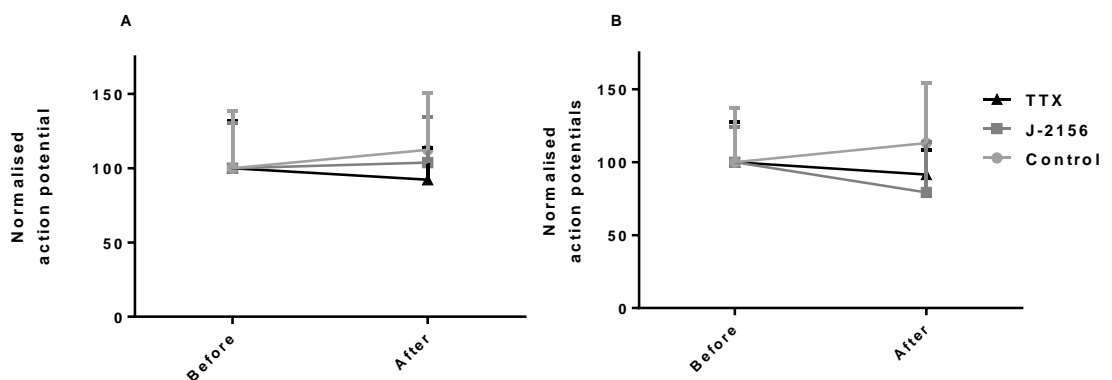 A
Normalised
action potential
150
100
50
0
Before
After
B
Normalised
action potentials
150
100
50
0
Before
After
TTX
J-2156
Control